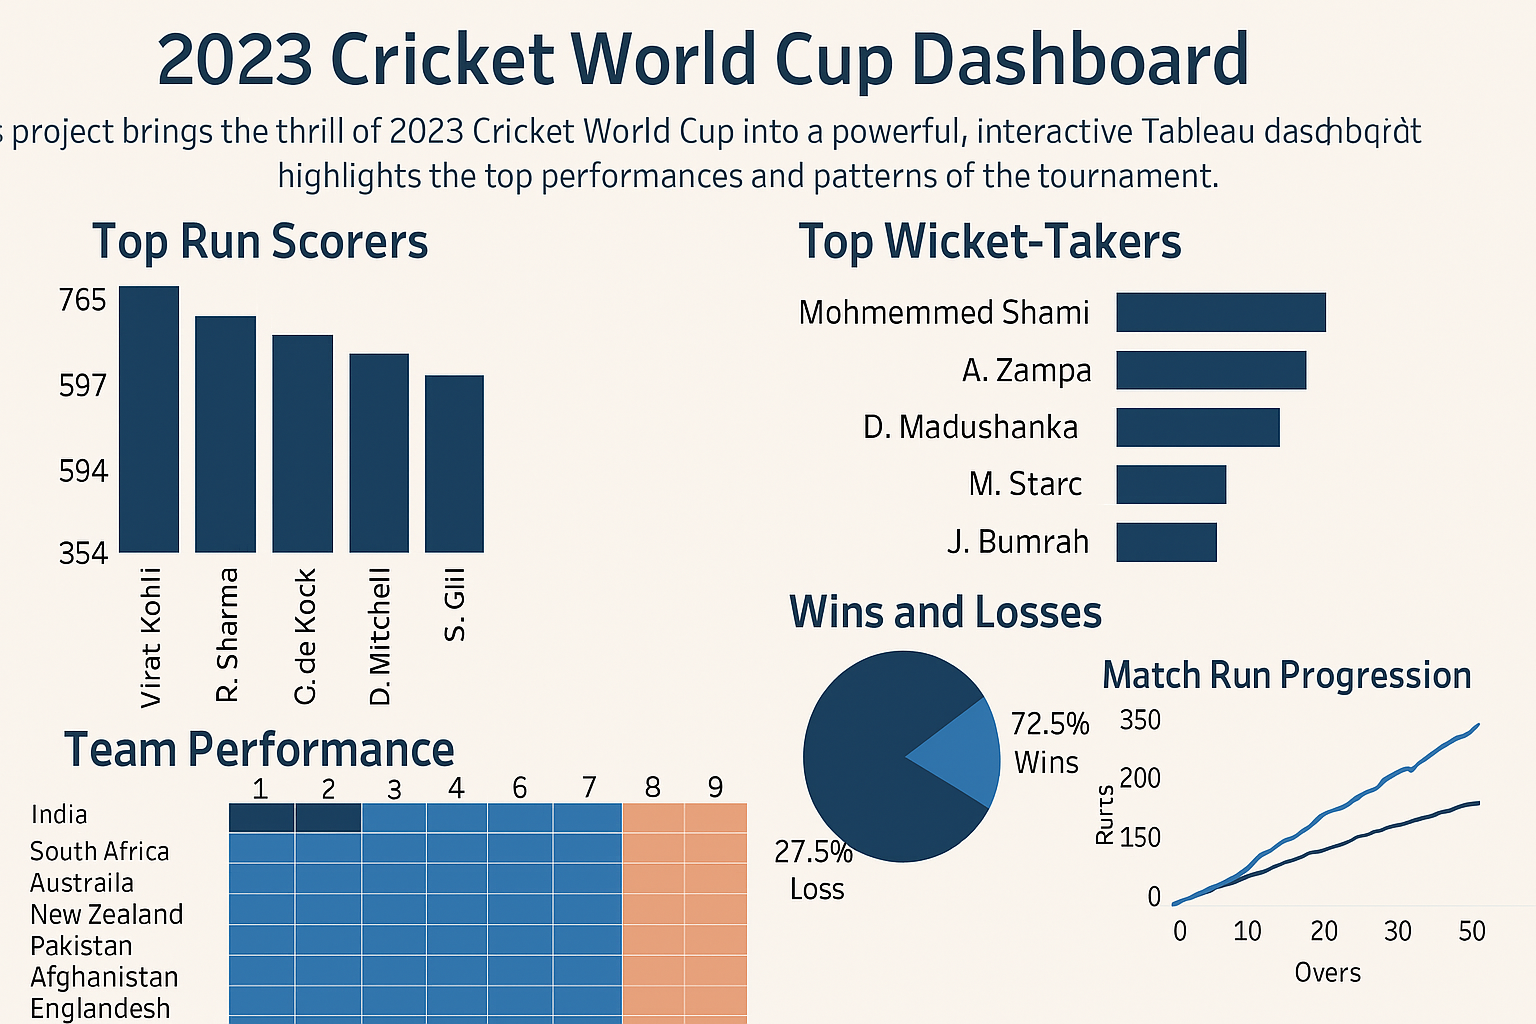 2023 Cricket World Cup Dashboard
s project brings the thrill of 2023 Cricket World Cup into a powerful, interactive Tableau
highlights the top performances and patterns of the tournament.
Top Run Scorers
765
597
594
354
Virat Kohli
R. Sharma
C. de Kock
D. Mitchell
S. Glil
Top Wicket-Takers
Mohmemmed Shami
A. Zampa
D. Madushanka
M. Starc
J. Bumrah
Wins and Losses
72.5%
Wins
27.5%
Loss
Match Run Progression
350
200
150
0
Rurts
0 10 20 30 50
Overs
Team Performance
1 2 3 4 6 7 8 9
India
South Africa
Austraila
New Zealand
Pakistan
Afghanistan
Englandesh